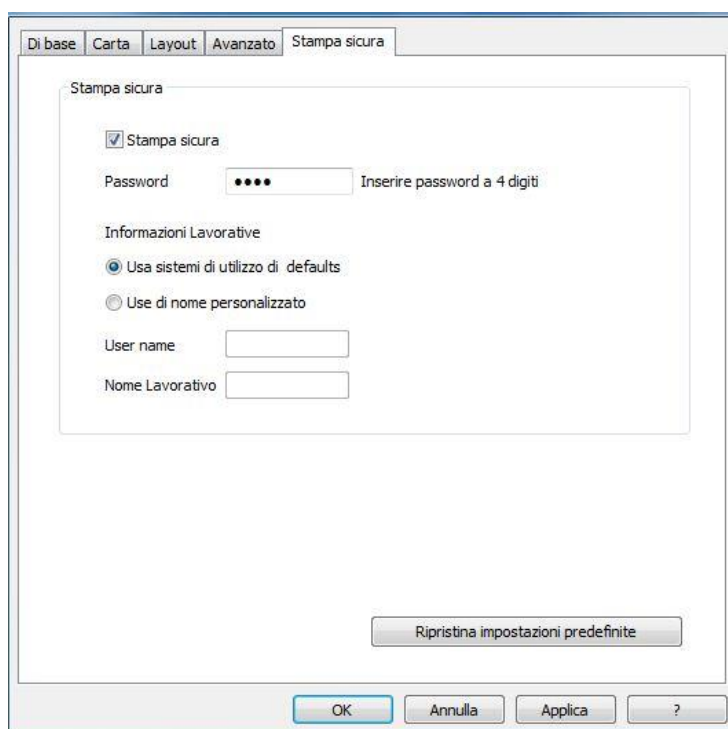 Di base Carta Layout Avanzato Stampa sicura
Stampa sicura
Stampa sicura
Password •••• Inserire password a 4 digiti
Informazioni Lavorative
Usa sistemi di utilizzo di defaults
Use di nome personalizzato
User name
Nome Lavorativo
Ripristina impostazioni predefinite
OK Annulla Applica ?